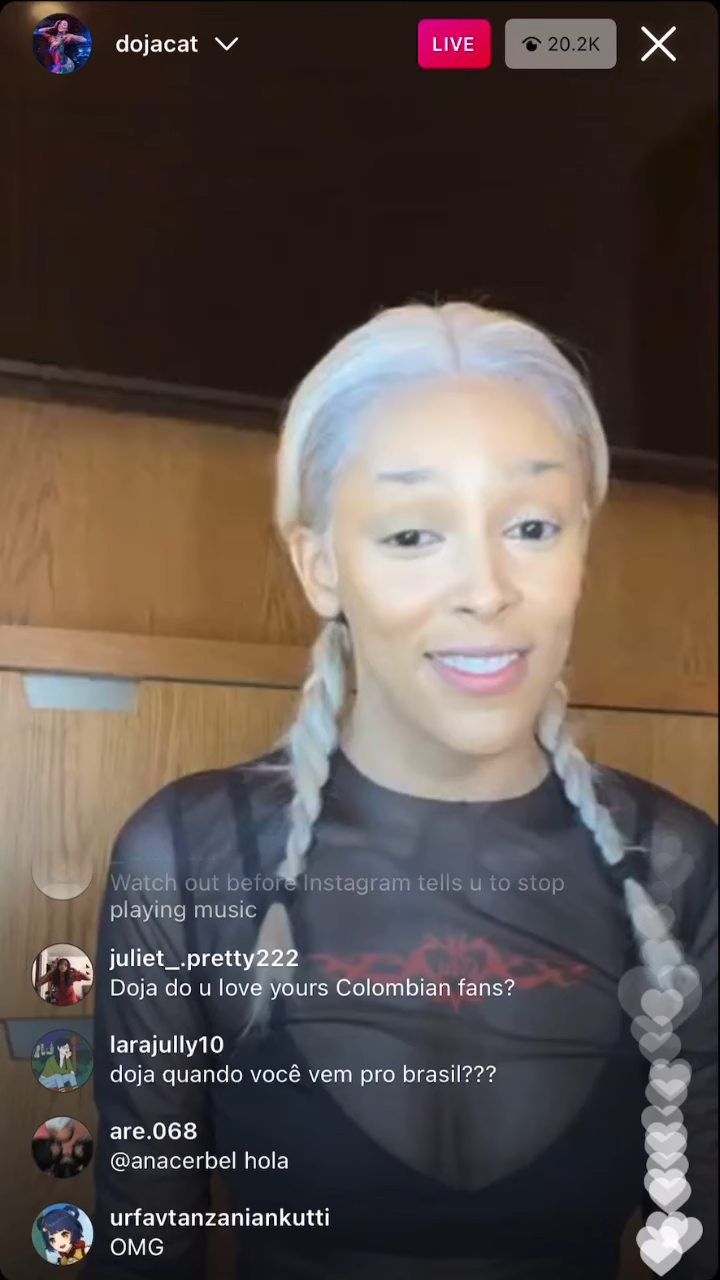 dojacat
LIVE
20.2K
Watch out before Instagram tells u to stop
playing music
juliet_.pretty222
Doja do u love yours Colombian fans?
larajully10
doja quando você vem pro brasil???
are.068
@anacerbel hola
urfavtanzaniankutti
OMG